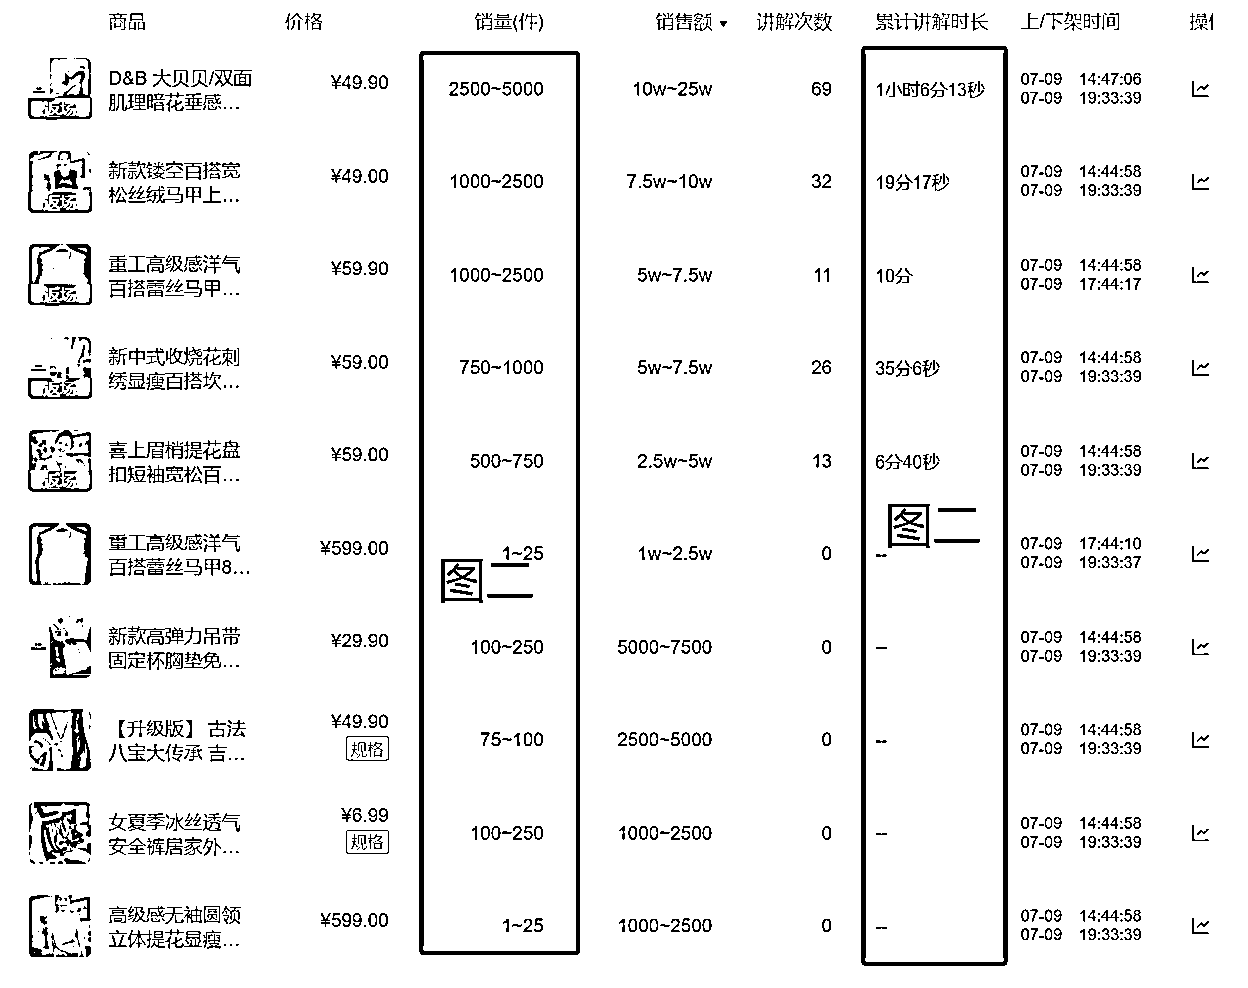 商品 价格 销量(件) 销售额 讲解次数 累计讲解时长 上/下架时间
D&B 大贝贝/双面 ¥49.90 2500~5000 10w~25w 69 1小时6分13秒 07-09 14:47:06
肌理暗花垂感... 07-09 19:33:39
返场
新款镂空百搭宽 ¥49.00 1000~2500 7.5w~10w 32 19分17秒 07-09 14:44:58
松丝绒马甲上... 07-09 19:33:39
返场
重工高级感洋气 ¥59.90 1000~2500 5w~7.5w 11 10分 07-09 14:44:58
百搭蕾丝马甲... 07-09 17:44:17
返场
新中式收烧花刺 ¥59.00 750~1000 5w~7.5w 26 35分6秒 07-09 14:44:58
绣显瘦百搭坎... 07-09 19:33:39
返场
喜上眉梢提花盘 ¥59.00 500~750 2.5w~5w 13 6分40秒 07-09 14:44:58
扣短袖宽松百... 07-09 19:33:39
返场
图二
重工高级感洋气 ¥599.00 1~25 1w~2.5w 0 -- 07-09 17:44:10
百搭蕾丝马甲8... 07-09 19:33:37
图二
新款高弹力吊带 ¥29.90 100~250 5000~7500 0 -- 07-09 14:44:58
固定杯胸垫免... 07-09 19:33:39
【升级版】 古法 ¥49.90 75~100 2500~5000 0 -- 07-09 14:44:58
八宝大传承 吉... 规格 07-09 19:33:39
女夏季冰丝透气 ¥6.99 100~250 1000~2500 0 -- 07-09 14:44:58
安全裤居家外... 规格 07-09 19:33:39
高级感无袖圆领 ¥599.00 1~25 1000~2500 0 -- 07-09 14:44:58
立体提花显瘦... 07-09 19:33:39